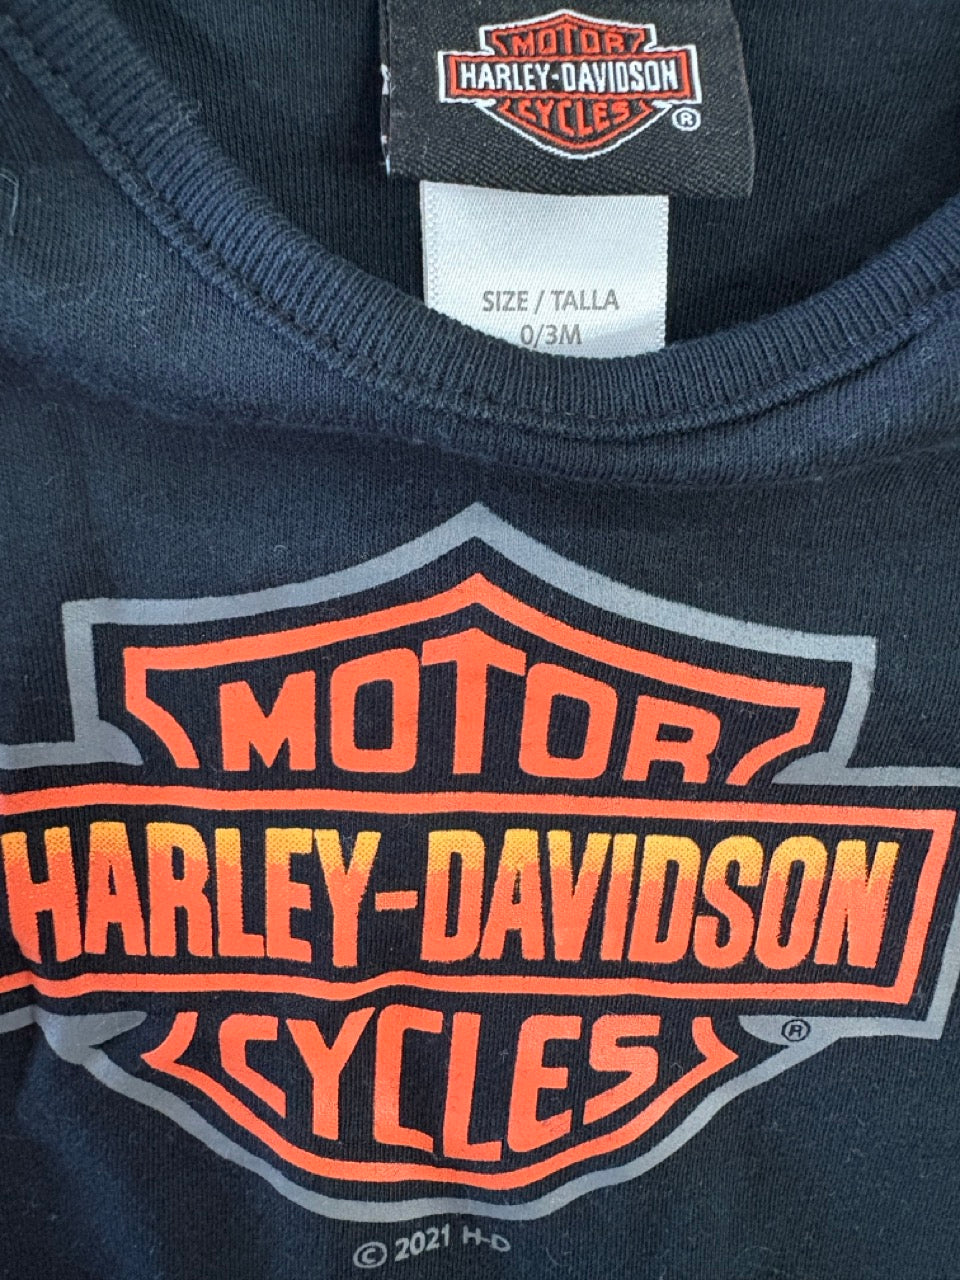 MOTOR
HARLEY-DAVIDSON
CYCLES
®
SIZE / TALLA
0/3M
MOTOR
HARLEY-DAVIDSON
CYCLES
®
© 2021 H-D